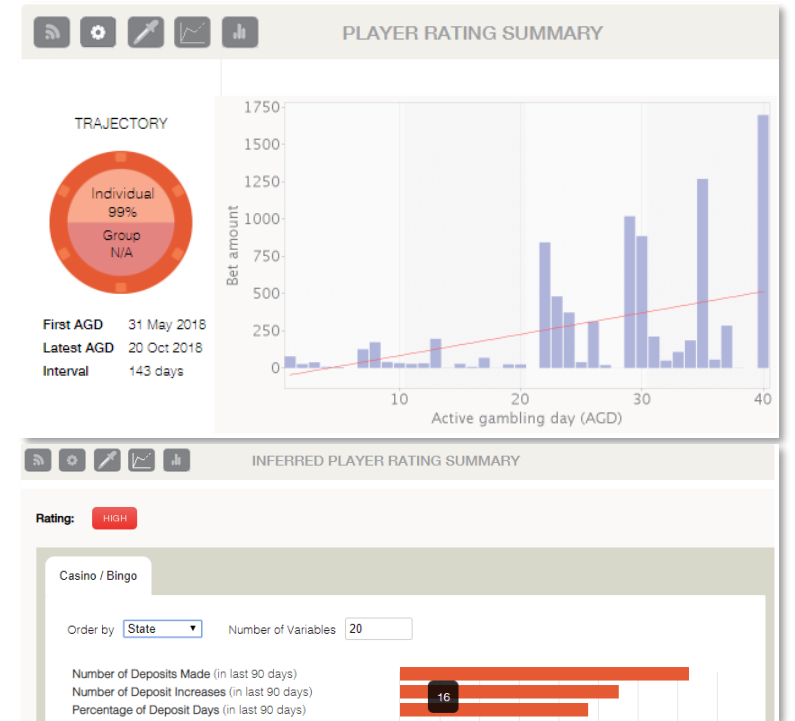 PLAYER RATING SUMMARY
TRAJECTORY
Individual
99%
Group
N/A
First AGD 31 May 2018
Latest AGD 20 Oct 2018
Interval 143 days
Bet amount
1750
1500
1250
1000
750
500
250
0
10 20 30 40
Active gambling day (AGD)
INFERRED PLAYER RATING SUMMARY
Rating: HIGH
Casino / Bingo
Order by State Number of Variables 20
Number of Deposits Made (in last 90 days)
Number of Deposit Increases (in last 90 days)
16
Percentage of Deposit Days (in last 90 days)